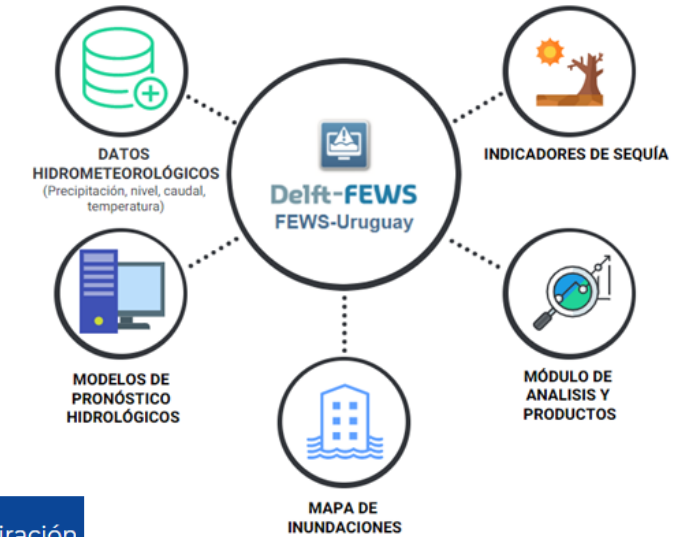 DATOS
HIDROMETEOROLÓGICOS
(Precipitación, nivel, caudal,
temperatura)
Delft-FEWS
FEWS-Uruguay
INDICADORES DE SEQUÍA
MODELOS DE
PRONÓSTICO
HIDROLÓGICOS
MÓDULO DE
ANALISIS Y
PRODUCTOS
MAPA DE
INUNDACIONES